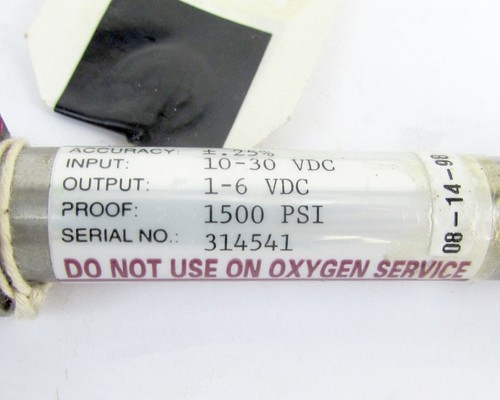 ACCURACY: ±.25%
INPUT: 10-30 VDC
OUTPUT: 1-6 VDC
PROOF: 1500 PSI
SERIAL NO.: 314541
DO NOT USE ON OXYGEN SERVICE
08-14-98